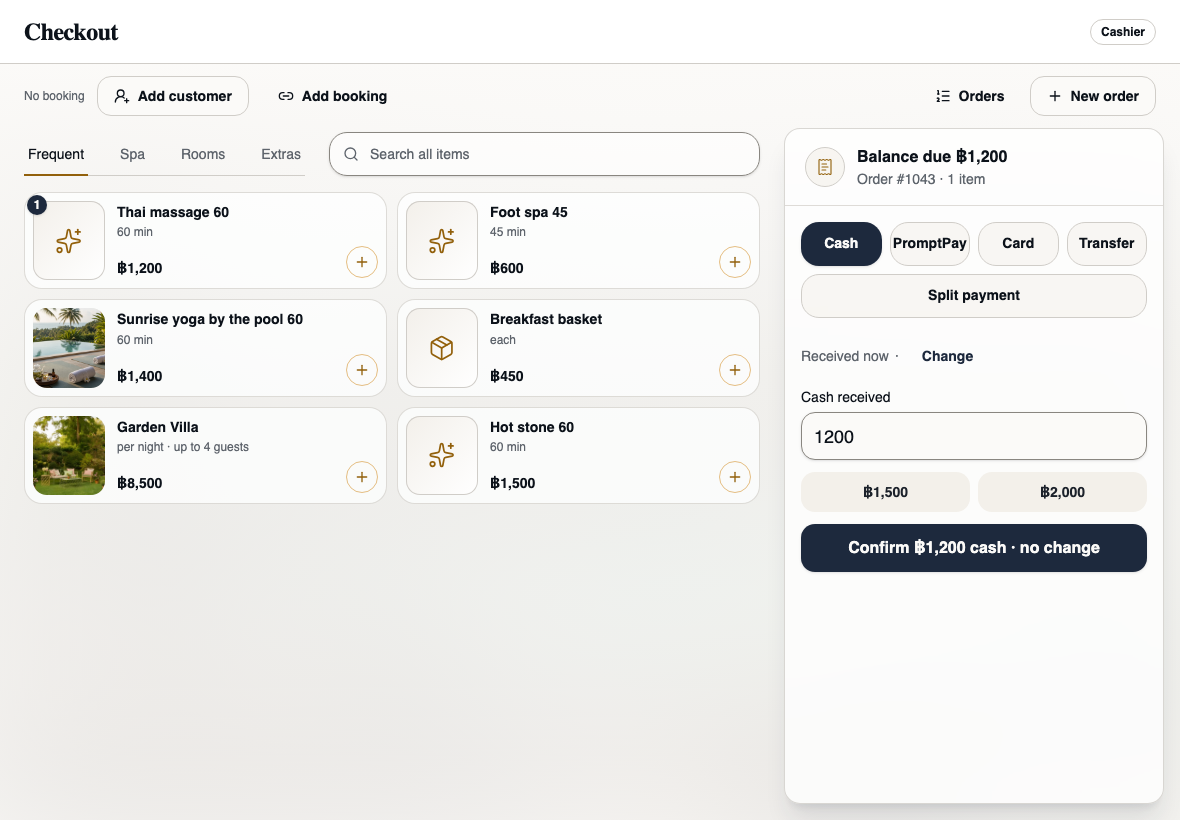 Checkout
Cashier
No booking
Add customer
Add booking
Orders
New order
Frequent
Spa
Rooms
Extras
Search all items
1
Thai massage 60
60 min
฿1,200
Foot spa 45
45 min
฿600
Sunrise yoga by the pool 60
60 min
฿1,400
Breakfast basket
each
฿450
Garden Villa
per night · up to 4 guests
฿8,500
Hot stone 60
60 min
฿1,500
Balance due ฿1,200
Order #1043 · 1 item
Cash
PromptPay
Card
Transfer
Split payment
Received now · Change
Cash received
1200
฿1,500
฿2,000
Confirm ฿1,200 cash · no change